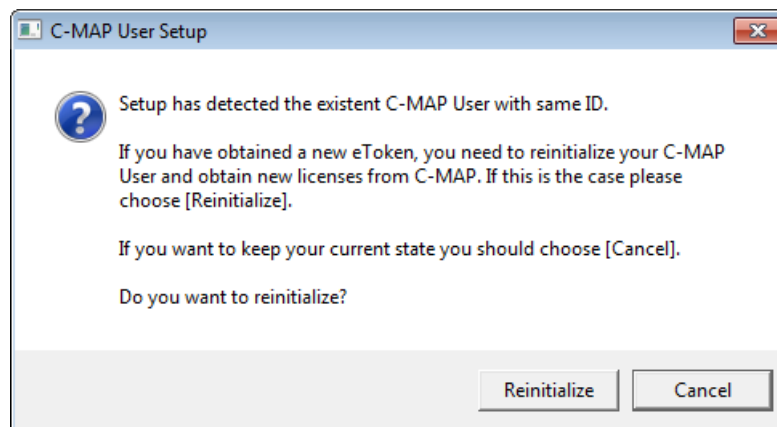 C-MAP User Setup
Setup has detected the existent C-MAP User with same ID.
If you have obtained a new eToken, you need to reinitialize your C-MAP
User and obtain new licenses from C-MAP. If this is the case please
choose [Reinitialize].
If you want to keep your current state you should choose [Cancel].
Do you want to reinitialize?
Reinitialize
Cancel